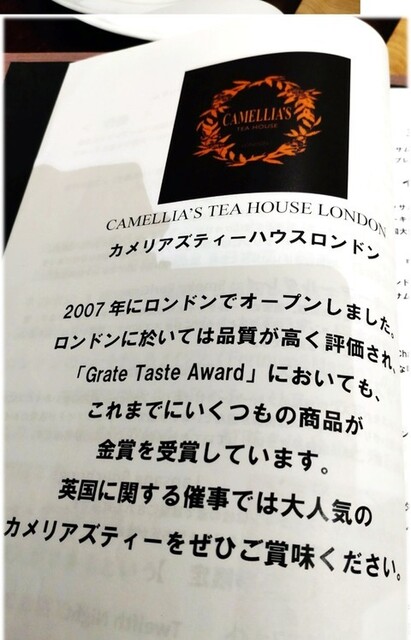 CAMELLIA'S
TEA HOUSE
CAMELLIA'S TEA HOUSE LONDON
カメリアズティーハウスロンドン
2007年にロンドンでオープンしました。
ロンドンに於いては品質が高く評価され、
「Grate Taste Award」においても、
これまでにいくつもの商品が
金賞を受賞しています。
英国に関する催事では大人気の
カメリアズティーをぜひご賞味ください。